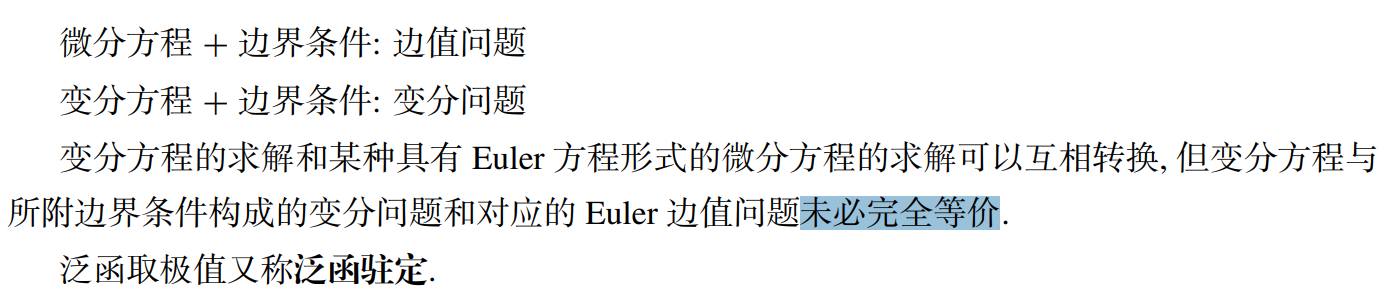 微分方程 + 边界条件: 边值问题
变分方程 + 边界条件: 变分问题
变分方程的求解和某种具有 Euler 方程形式的微分方程的求解可以互相转换, 但变分方程与
所附边界条件构成的变分问题和对应的 Euler 边值问题未必完全等价.
泛函取极值又称泛函驻定.